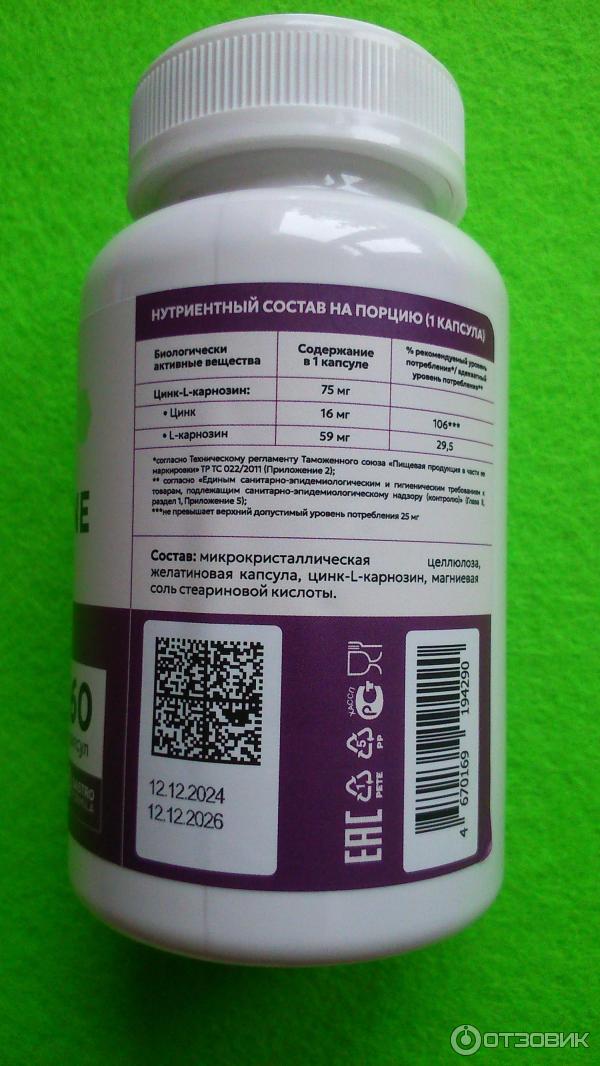 НУТРИЕНТНЫЙ СОСТАВ НА ПОРЦИЮ (1 КАПСУЛА)
Биологически
активные вещества
Содержание
в 1 капсуле
% рекомендуемый уровень
потребления*/ адекватный
уровень потребления**
Цинк-L-карнозин: 75 мг
• Цинк 16 мг 106***
• L-карнозин 59 мг 29,5
*согласно Техническому регламенту Таможенного союза «Пищевая продукция в части ее
маркировки» ТР ТС 022/2011 (Приложение 2);
** согласно «Единым санитарно-эпидемиологическим и гигиеническим требованиям к
товарам, подлежащим санитарно-эпидемиологическому надзору (контролю)» (Глава II,
раздел 1, Приложение 5);
***не превышает верхний допустимый уровень потребления 25 мг
Состав: микрокристаллическая целлюлоза,
желатиновая капсула, цинк-L-карнозин, магниевая
соль стеариновой кислоты.
60
12.12.2024
12.12.2026
EAC
1
PETE
5
PP
ХАССП
РСТ
4 670169 194290
ОТЗОВИК